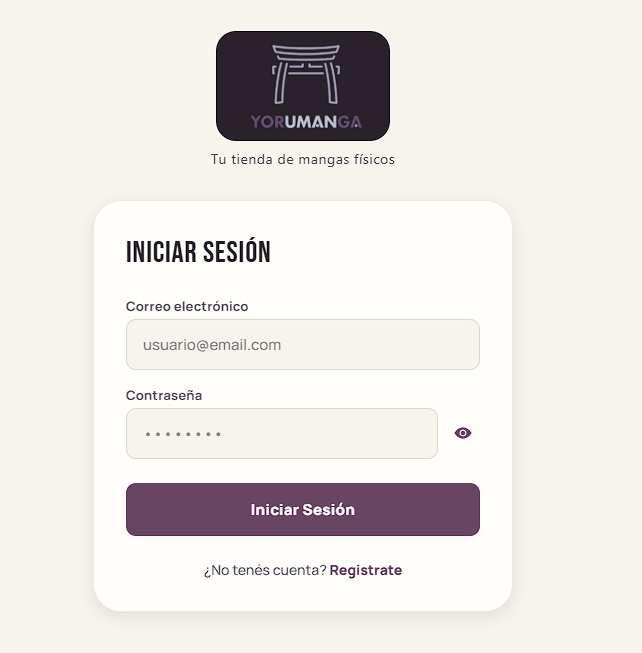 YORUMANGA
Tu tienda de mangas físicos
INICIAR SESIÓN
Correo electrónico
usuario@email.com
Contraseña
••••••••
Iniciar Sesión
¿No tenés cuenta? Registrate